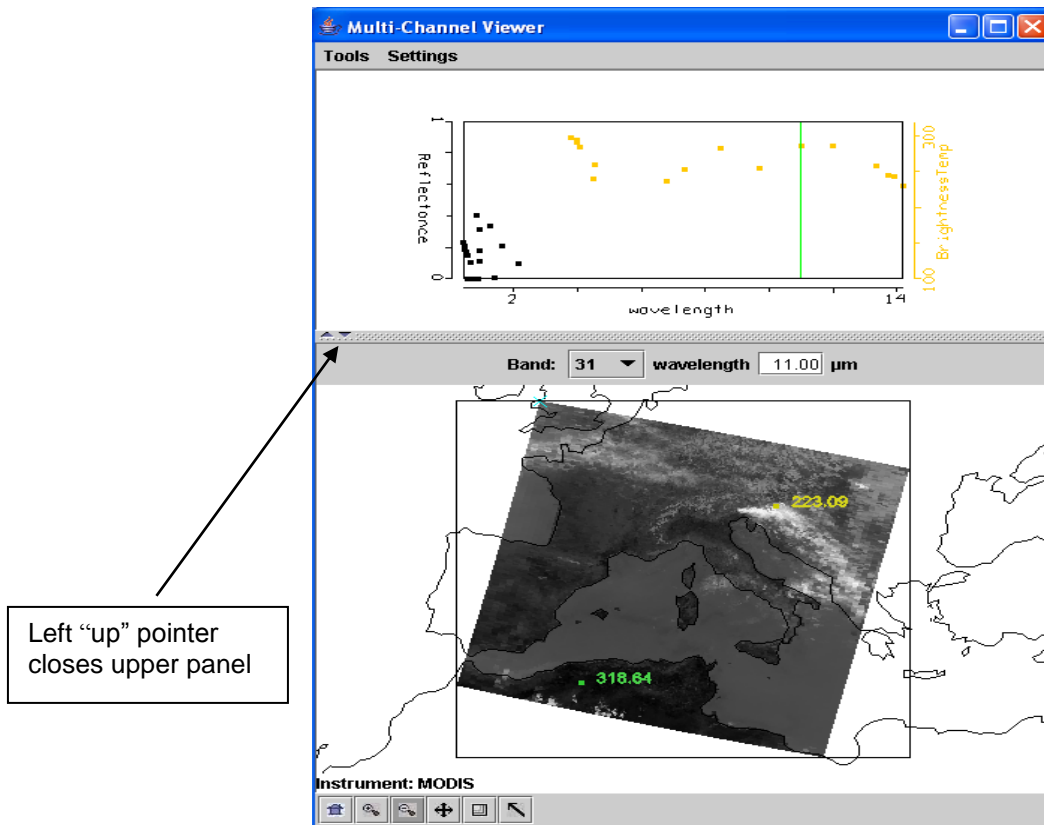 Multi-Channel Viewer
Tools Settings
1
Reflectance
0
300
BrightnessTemp
100
2
14
wavelength
Band: 31 wavelength 11.00 µm
223.09
318.64
Left “up” pointer
closes upper panel
Instrument: MODIS